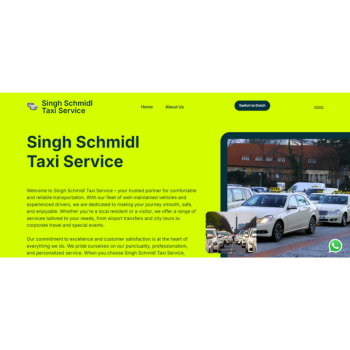 Singh Schmidl
Taxi Service
Home
About Us
Switch to Dutch
Singh Schmidl
Taxi Service
Welcome to Singh Schmidl Taxi Service – your trusted partner for comfortable
and reliable transportation. With our fleet of well-maintained vehicles and
experienced drivers, we are dedicated to making your journey smooth, safe,
and enjoyable. Whether you're a local resident or a visitor, we offer a range of
services tailored to your needs, from airport transfers and city tours to
corporate travel and special events.
Our commitment to excellence and customer satisfaction is at the heart of
everything we do. We pride ourselves on our punctuality, professionalism,
and personalized service. When you choose Singh Schmidl Taxi Service,